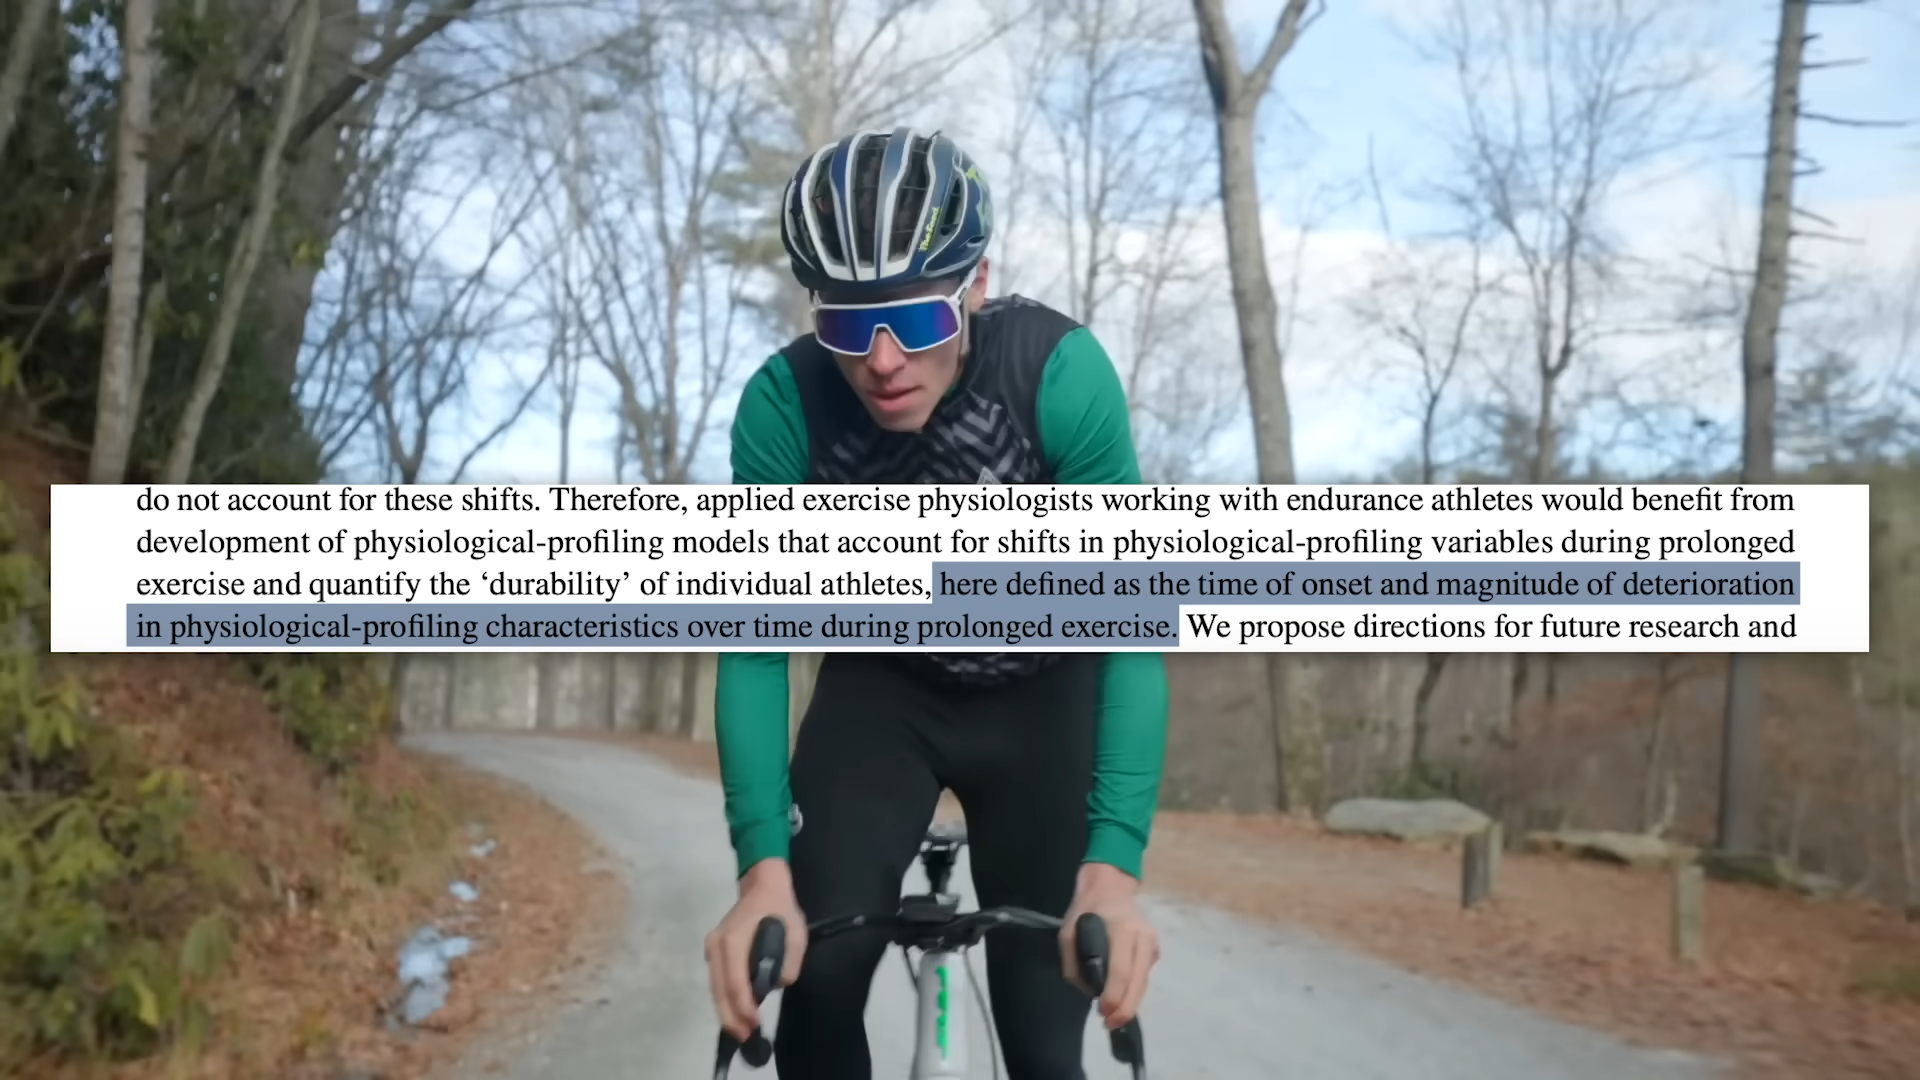 do not account for these shifts. Therefore, applied exercise physiologists working with endurance athletes would benefit from
development of physiological-profiling models that account for shifts in physiological-profiling variables during prolonged
exercise and quantify the ‘durability’ of individual athletes, here defined as the time of onset and magnitude of deterioration
in physiological-profiling characteristics over time during prolonged exercise. We propose directions for future research and